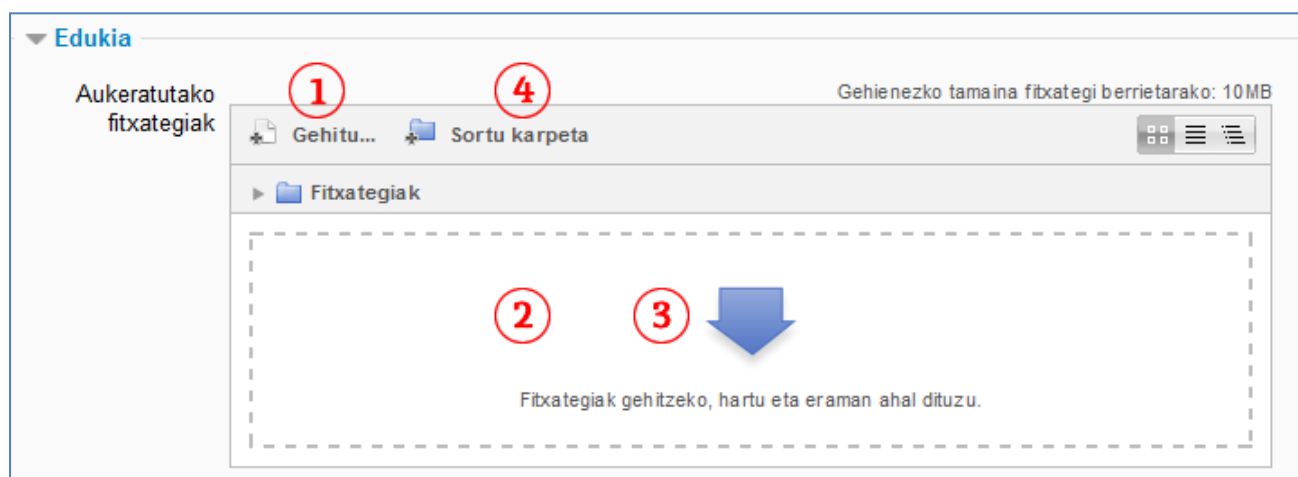 Edukia
Aukeratutako
fitxategiak
1
4
Gehienezko tamaina fitxategi berrietarako: 10MB
Gehitu...
Sortu karpeta
Fitxategiak
2
3
Fitxategiak gehitzeko, hartu eta eraman ahal dituzu.